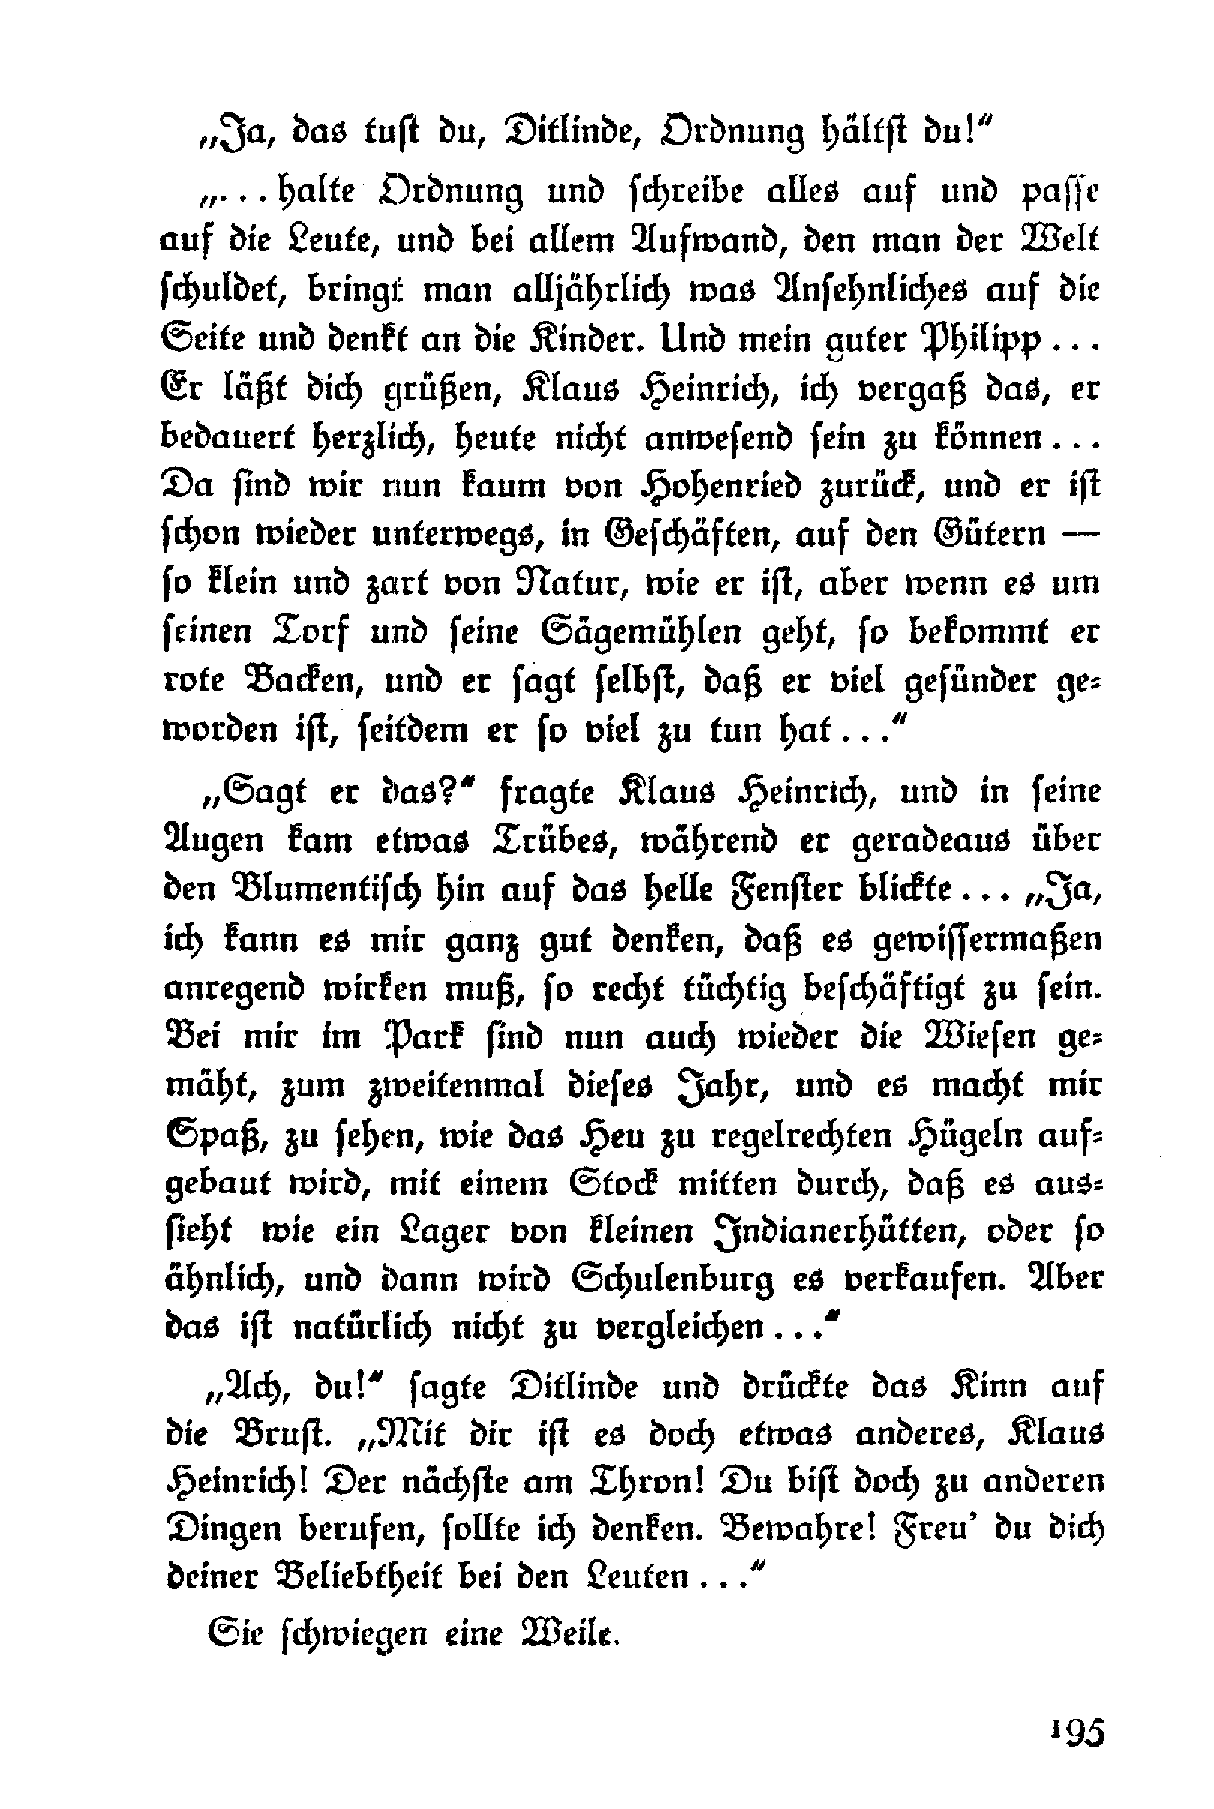 „Ja, das tust du, Ditlinde, Ordnung hältst du!“
„... halte Ordnung und schreibe alles auf und passe
auf die Leute, und bei allem Aufwand, den man der Welt
schuldet, bringt man alljährlich was Ansehnliches auf die
Seite und denkt an die Kinder. Und mein guter Philipp ...
Er läßt dich grüßen, Klaus Heinrich, ich vergaß das, er
bedauert herzlich, heute nicht anwesend sein zu können ...
Da sind wir nun kaum von Hohenried zurück, und er ist
schon wieder unterwegs, in Geschäften, auf den Gütern —
so klein und zart von Natur, wie er ist, aber wenn es um
seinen Torf und seine Sägemühlen geht, so bekommt er
rote Backen, und er sagt selbst, daß er viel gesünder ge-
worden ist, seitdem er so viel zu tun hat ...“
„Sagt er das?“ fragte Klaus Heinrich, und in seine
Augen kam etwas Trübes, während er geradeaus über
den Blumentisch hin auf das helle Fenster blickte ... „Ja,
ich kann es mir ganz gut denken, daß es gewissermaßen
anregend wirken muß, so recht tüchtig beschäftigt zu sein.
Bei mir im Park sind nun auch wieder die Wiesen ge-
mäht, zum zweitenmal dieses Jahr, und es macht mir
Spaß, zu sehen, wie das Heu zu regelrechten Hügeln auf-
gebaut wird, mit einem Stock mitten durch, daß es aus-
sieht wie ein Lager von kleinen Indianerhütten, oder so
ähnlich, und dann wird Schulenburg es verkaufen. Aber
das ist natürlich nicht zu vergleichen ...“
„Ach, du!“ sagte Ditlinde und drückte das Kinn auf
die Brust. „Mit dir ist es doch etwas anderes, Klaus
Heinrich! Der nächste am Thron! Du bist doch zu anderen
Dingen berufen, sollte ich denken. Bewahre! Freu’ du dich
deiner Beliebtheit bei den Leuten ...“
Sie schwiegen eine Weile.
195